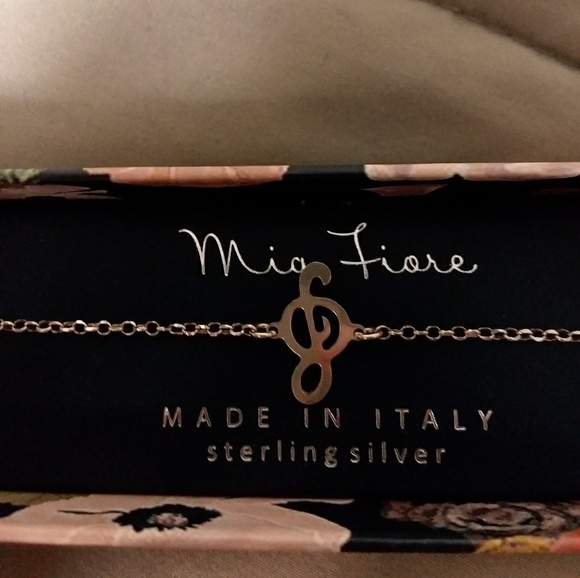 Mia Fiore
MADE IN ITALY
sterling silver